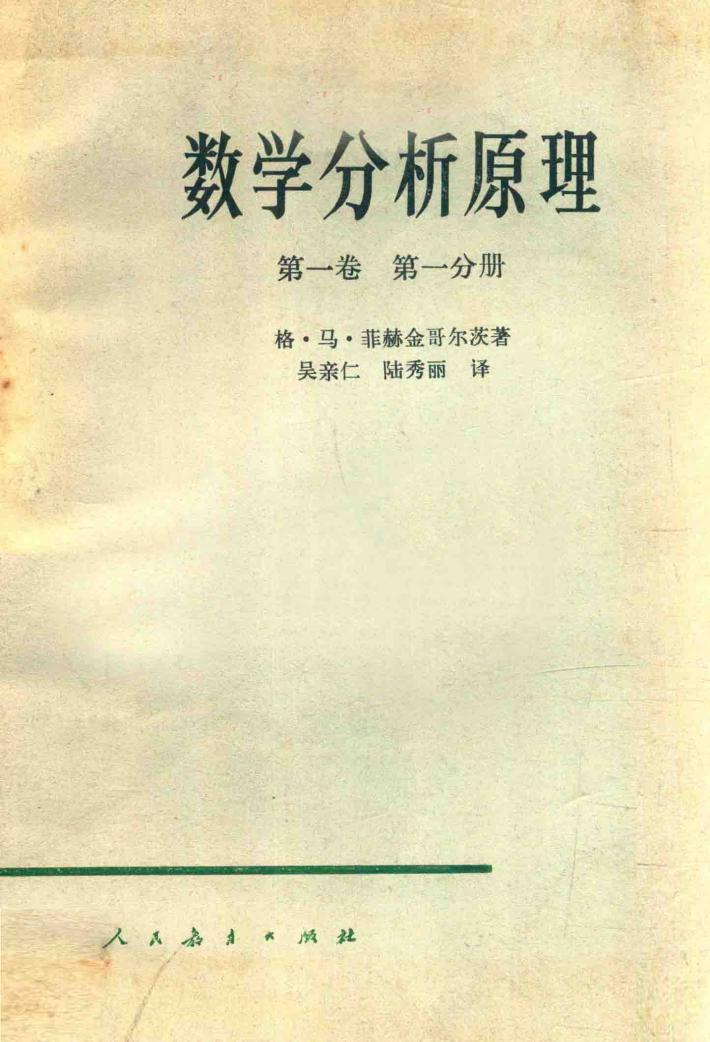 数学分析原理
第一卷 第一分册
格·马·菲赫金哥尔茨著
吴亲仁 陆秀丽 译
人民教育出版社